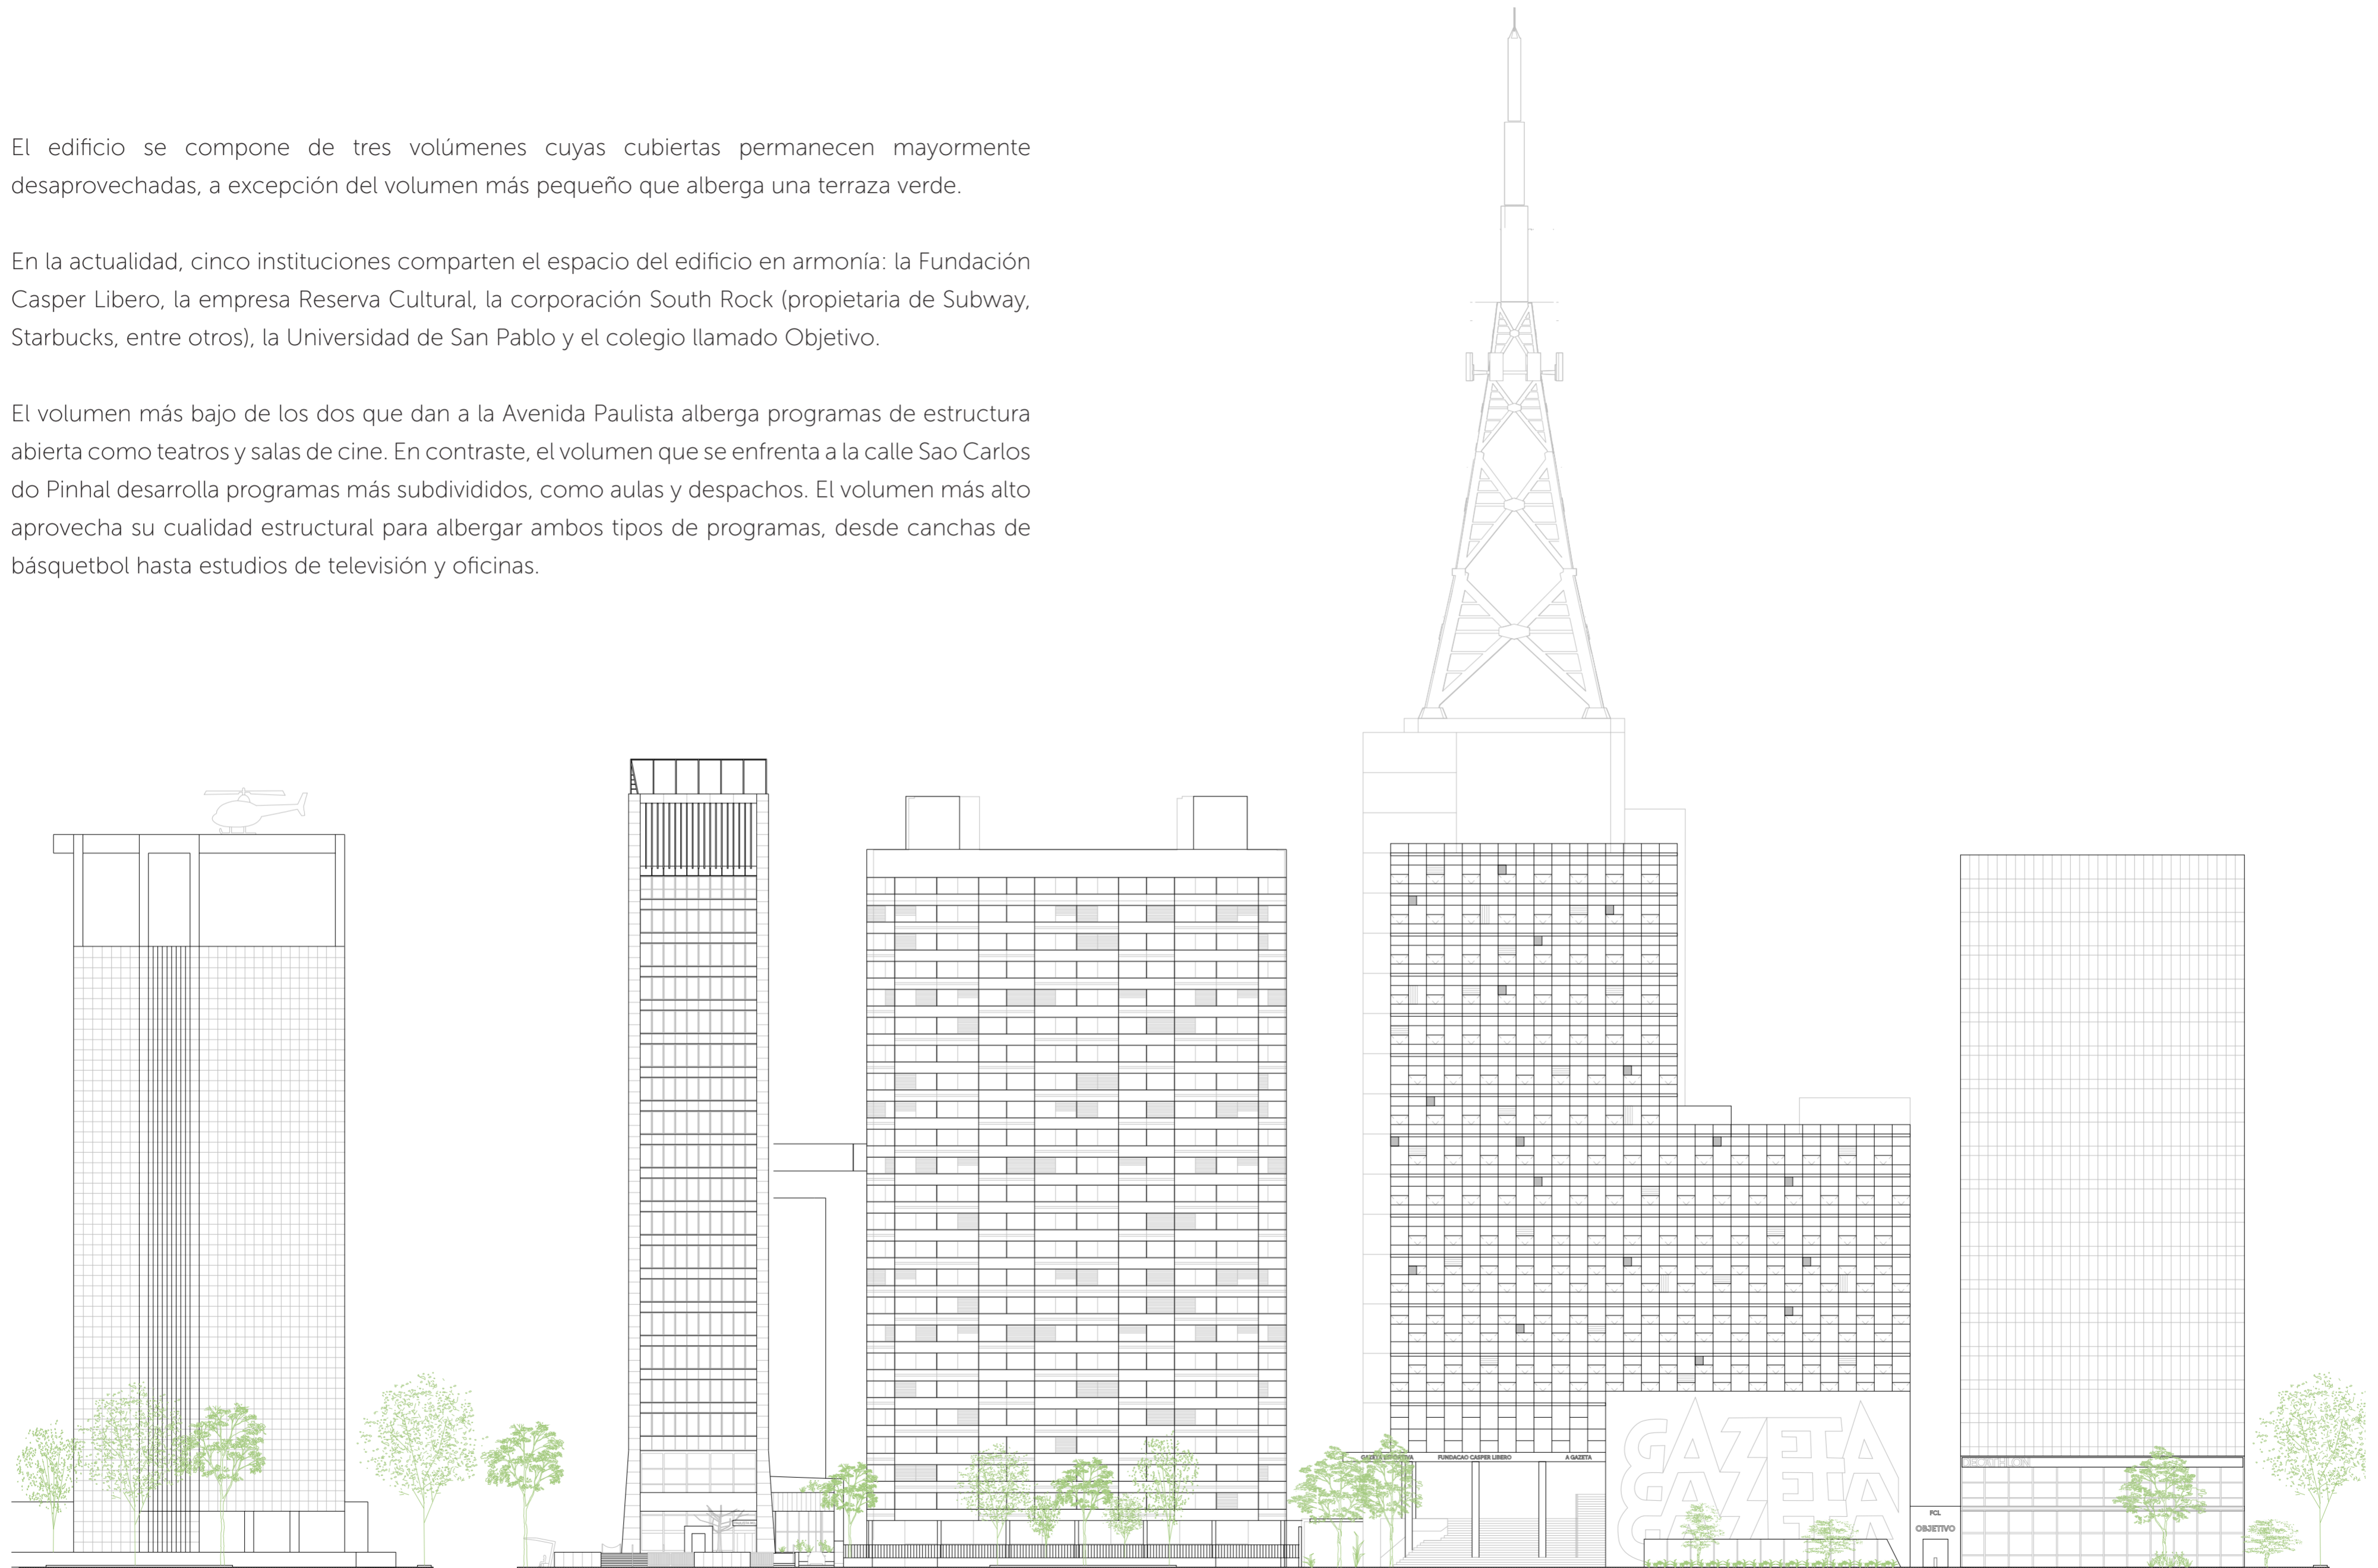 El edificio se compone de tres volúmenes cuyas cubiertas permanecen mayormente
desaprovechadas, a excepción del volumen más pequeño que alberga una terraza verde.
En la actualidad, cinco instituciones comparten el espacio del edificio en armonía: la Fundación
Casper Libero, la empresa Reserva Cultural, la corporación South Rock (propietaria de Subway,
Starbucks, entre otros), la Universidad de San Pablo y el colegio llamado Objetivo.
El volumen más bajo de los dos que dan a la Avenida Paulista alberga programas de estructura
abierta como teatros y salas de cine. En contraste, el volumen que se enfrenta a la calle Sao Carlos
do Pinhal desarrolla programas más subdivididos, como aulas y despachos. El volumen más alto
aprovecha su cualidad estructural para albergar ambos tipos de programas, desde canchas de
básquetbol hasta estudios de televisión y oficinas.
GAZETA ESPORTIVA FUNDACAO CASPER LIBERO A GAZETA
GAZETA
GAZETA
GAZETA
DECATHLON
FCL
OBJETIVO